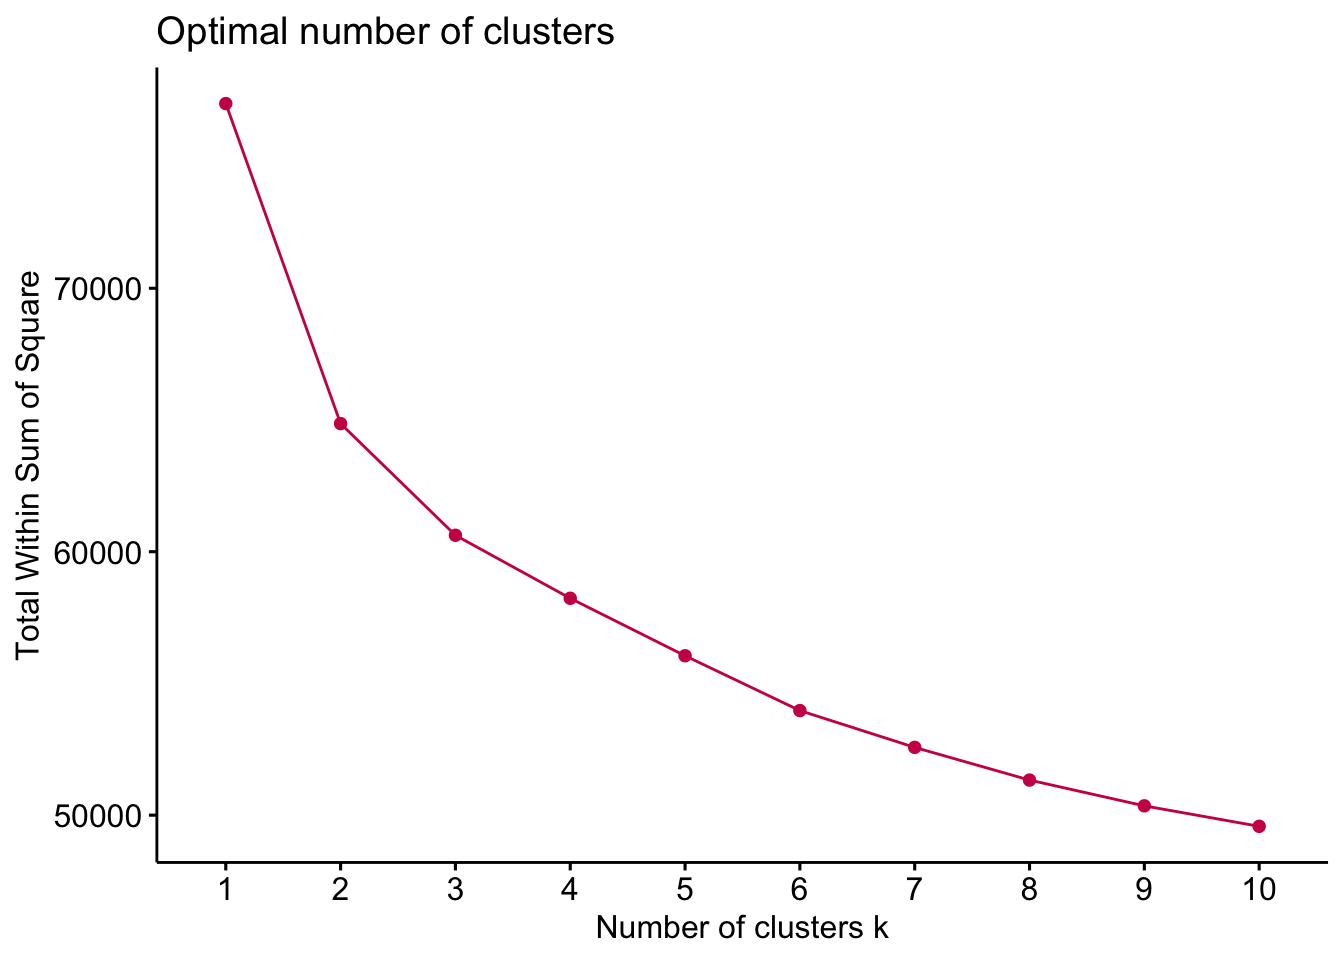 Optimal number of clusters
Total Within Sum of Square
70000
60000
50000
1 2 3 4 5 6 7 8 9 10
Number of clusters k